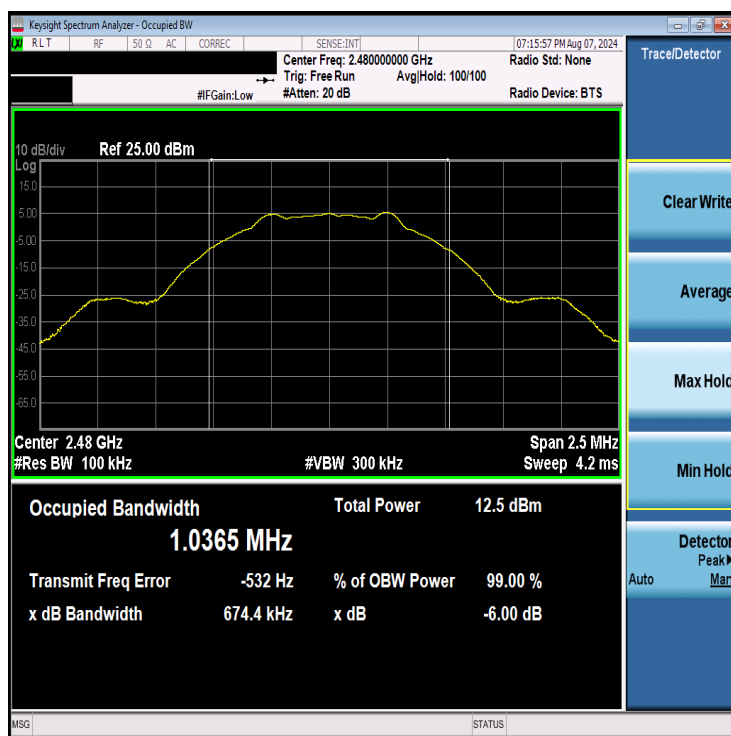 Keysight Spectrum Analyzer - Occupied BW
LXI RLT RF 50 Ω AC CORREC SENSE:INT 07:15:57 PM Aug 07, 2024
Center Freq: 2.480000000 GHz Radio Std: None
Trig: Free Run Avg|Hold: 100/100
#IFGain:Low #Atten: 20 dB Radio Device: BTS
Trace/Detector
10 dB/div Ref 25.00 dBm
Log
15.0
5.00
-5.00
-15.0
-25.0
-35.0
-45.0
-55.0
-65.0
Center 2.48 GHz Span 2.5 MHz
#Res BW 100 kHz #VBW 300 kHz Sweep 4.2 ms
Occupied Bandwidth Total Power 12.5 dBm
1.0365 MHz
Transmit Freq Error -532 Hz % of OBW Power 99.00 %
x dB Bandwidth 674.4 kHz x dB -6.00 dB
Clear Write
Average
Max Hold
Min Hold
Detector
Peak▶
Auto Man
MSG STATUS